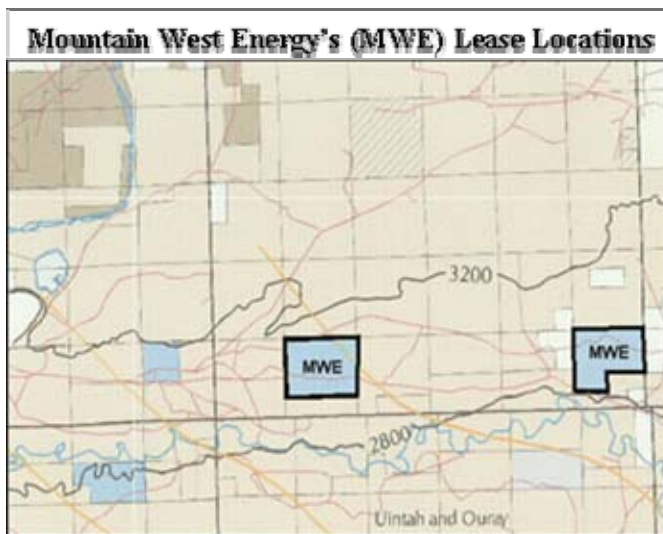 Mountain West Energy's (MWE) Lease Locations
3200
MWE
MWE
2800
Uintah and Ouray